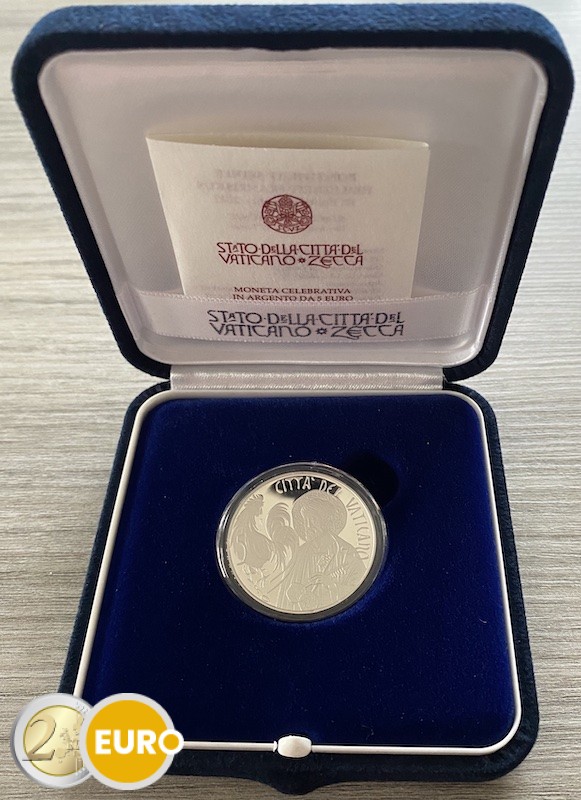 STATO·DELLA·CITTÀ·DEL
VATICANO ✡ ZECCA
MONETA CELEBRATIVA
IN ARGENTO DA 5 EURO
STATO·DELLA·CITTÀ·DEL
VATICANO ✡ ZECCA
CITTA' DEL VATICANO
2
EURO